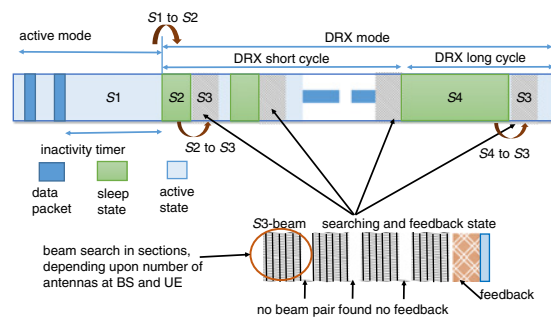 S1 to S2
active mode
DRX mode
DRX short cycle
DRX long cycle
S1
S2
S3
S4
S3
inactivity timer
S2 to S3
S4 to S3
data
packet
sleep
state
active
state
S3-beam
searching and feedback state
beam search in sections,
depending upon number of
antennas at BS and UE
feedback
no beam pair found no feedback